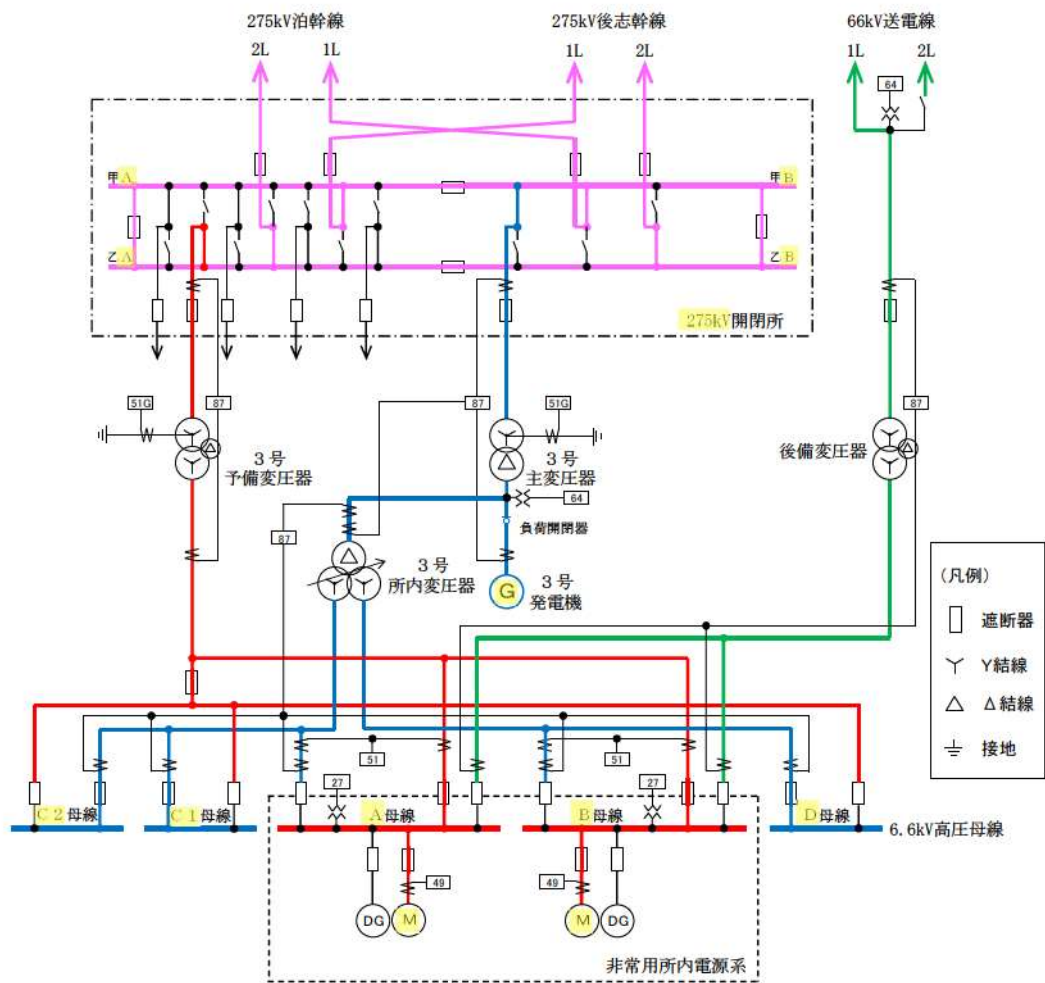 275kV泊幹線
275kV後志幹線
66kV送電線
2L
1L
1L
2L
1L
2L
64
甲A
甲B
乙A
乙B
275kV開閉所
51G
87
87
51G
87
3号
予備変圧器
3号
主変圧器
後備変圧器
64
負荷開閉器
87
3号
所内変圧器
3号
発電機
G
(凡例)
遮断器
Y結線
Δ結線
接地
51
51
27
27
C2母線
C1母線
A母線
B母線
D母線
6.6kV高圧母線
49
49
DG
M
M
DG
非常用所内電源系